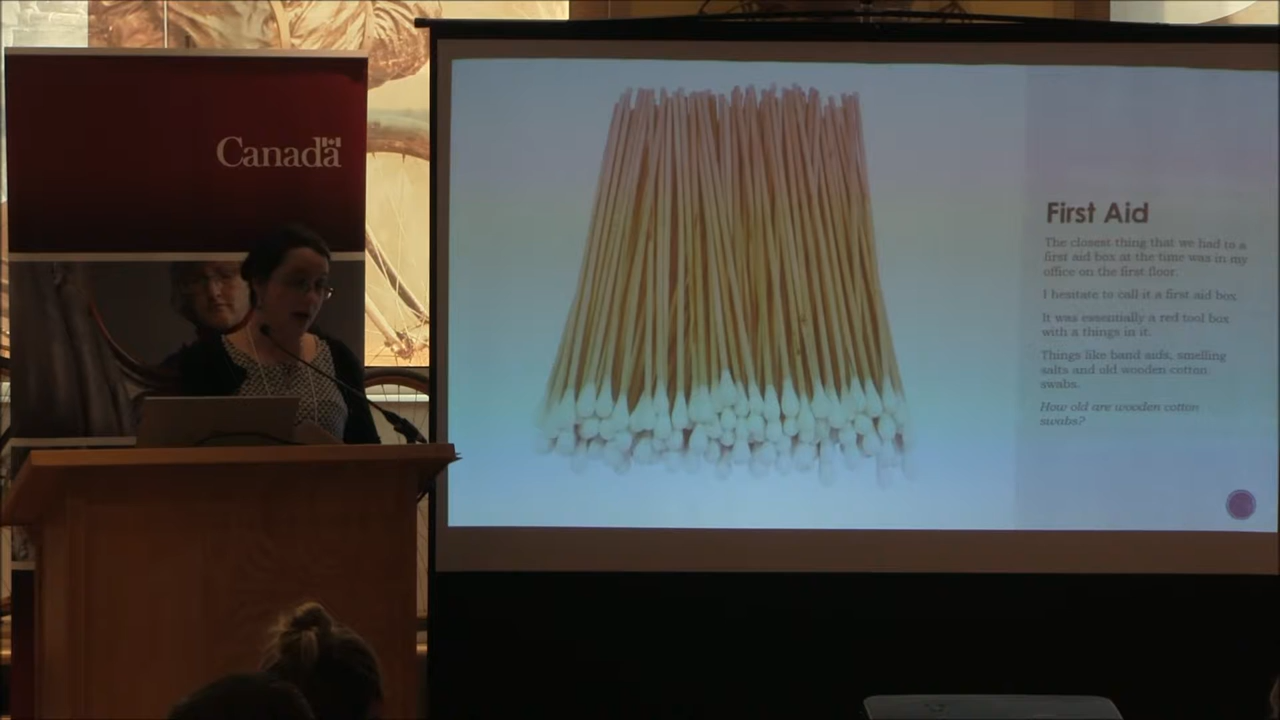 Canada
First Aid
The closest thing that we had to a
first aid box at the time was in my
office on the first floor.
I hesitate to call it a first aid box
It was essentially a red tool box
with a things in it.
Things like band aids, smelling
salts and old wooden cotton
swabs.
How old are wooden cotton
swabs?